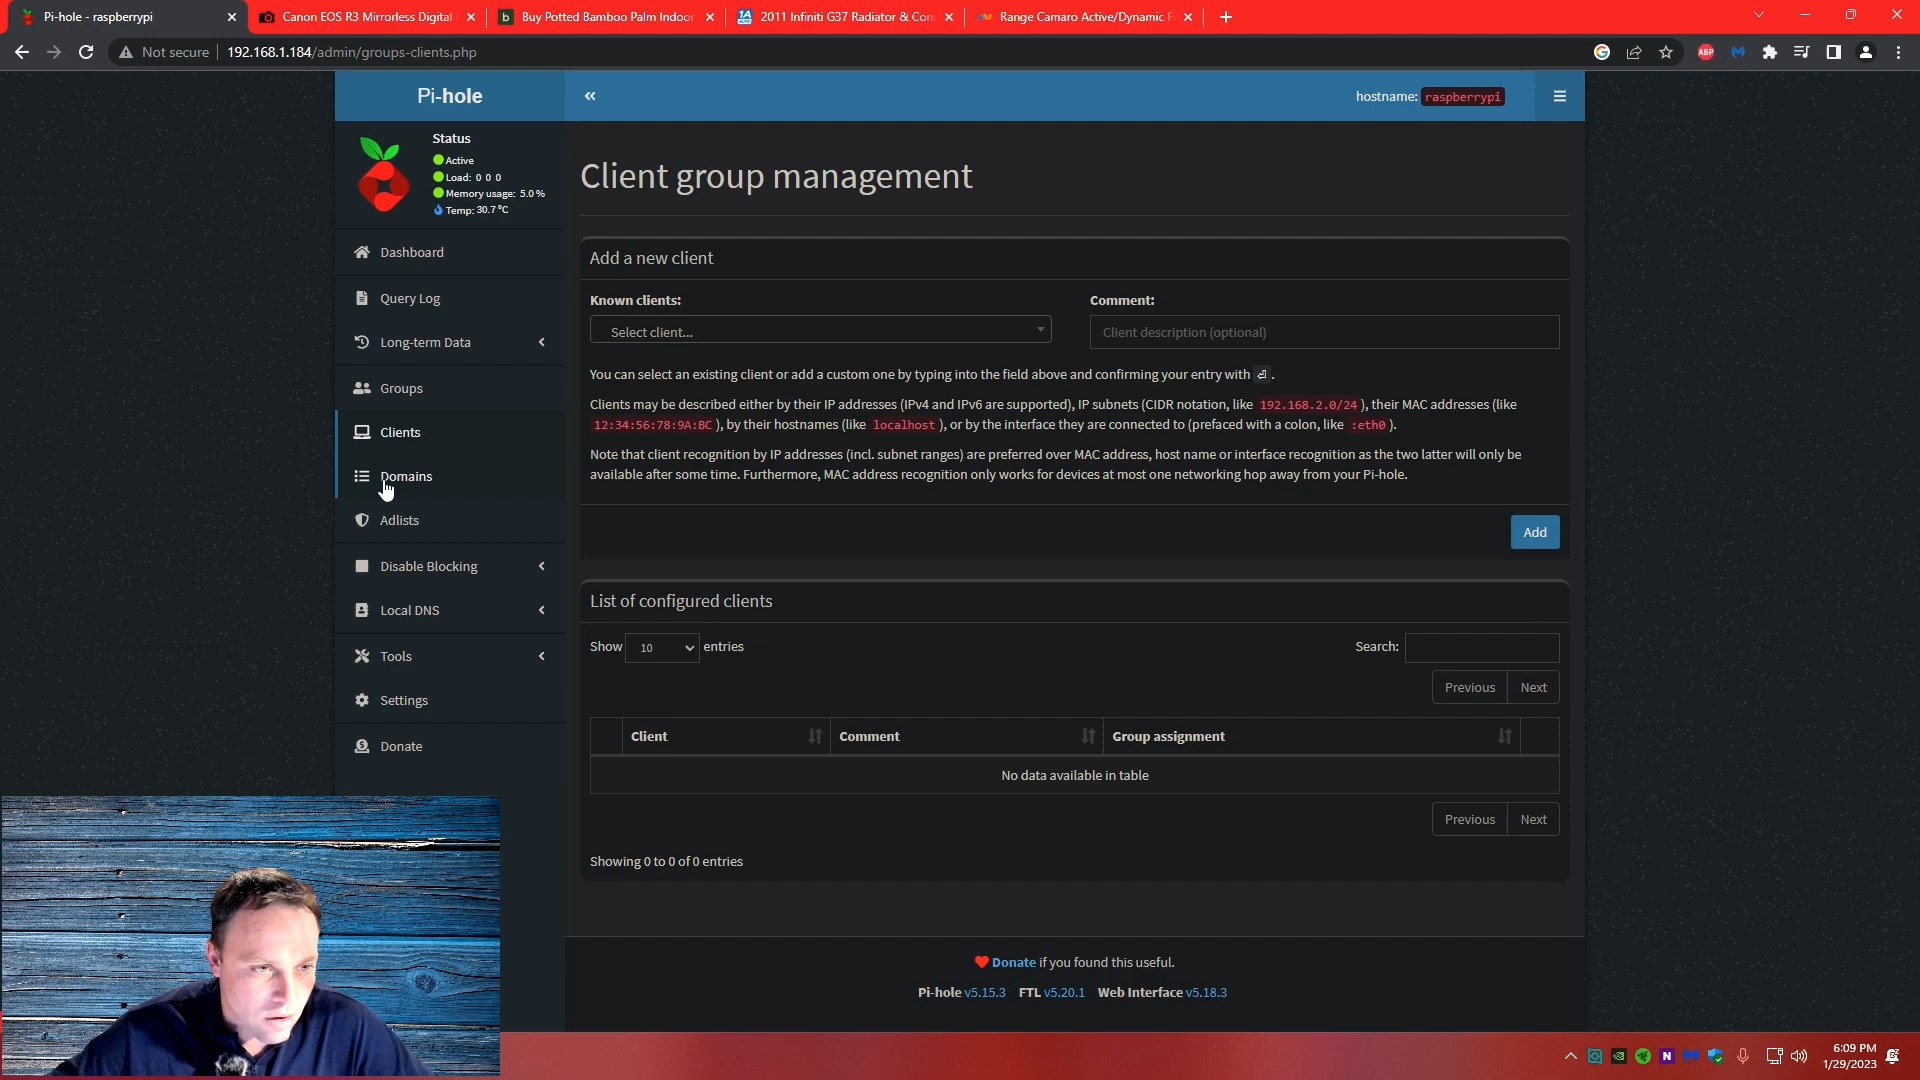 Pi-hole - raspberrypi
Canon EOS R3 Mirrorless Digital
Buy Potted Bamboo Palm Indoor
2011 Infiniti G37 Radiator & Con
Range Camaro Active/Dynamic F
Not secure
192.168.1.184/admin/groups-clients.php
ABP
Pi-hole
hostname: raspberrypi
Status
Active
Load: 0 0 0
Memory usage: 5.0 %
Temp: 30.7 °C
Dashboard
Query Log
Long-term Data
Groups
Clients
Domains
Adlists
Disable Blocking
Local DNS
Tools
Settings
Donate
Client group management
Add a new client
Known clients:
Select client...
Comment:
Client description (optional)
You can select an existing client or add a custom one by typing into the field above and confirming your entry with ⏎ .
Clients may be described either by their IP addresses (IPv4 and IPv6 are supported), IP subnets (CIDR notation, like 192.168.2.0/24 ), their MAC addresses (like
12:34:56:78:9A:BC ), by their hostnames (like localhost ), or by the interface they are connected to (prefaced with a colon, like :eth0 ).
Note that client recognition by IP addresses (incl. subnet ranges) are preferred over MAC address, host name or interface recognition as the two latter will only be
available after some time. Furthermore, MAC address recognition only works for devices at most one networking hop away from your Pi-hole.
Add
List of configured clients
Show 10 entries
Search:
Previous Next
Client Comment Group assignment
No data available in table
Previous Next
Showing 0 to 0 of 0 entries
Donate if you found this useful.
Pi-hole v5.15.3 FTL v5.20.1 Web Interface v5.18.3
N
6:09 PM
1/29/2023